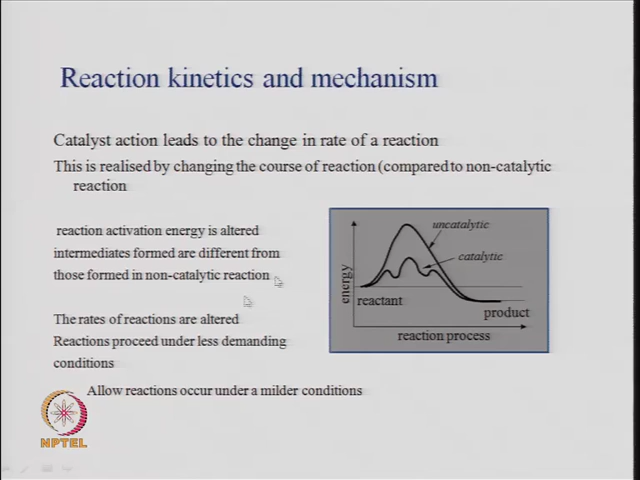 Reaction kinetics and mechanism
Catalyst action leads to the change in rate of a reaction
This is realised by changing the course of reaction (compared to non-catalytic
reaction
reaction activation energy is altered
intermediates formed are different from
those formed in non-catalytic reaction
The rates of reactions are altered
Reactions proceed under less demanding
conditions
Allow reactions occur under a milder conditions
uncatalytic
catalytic
energy
reactant
product
reaction process
NPTEL